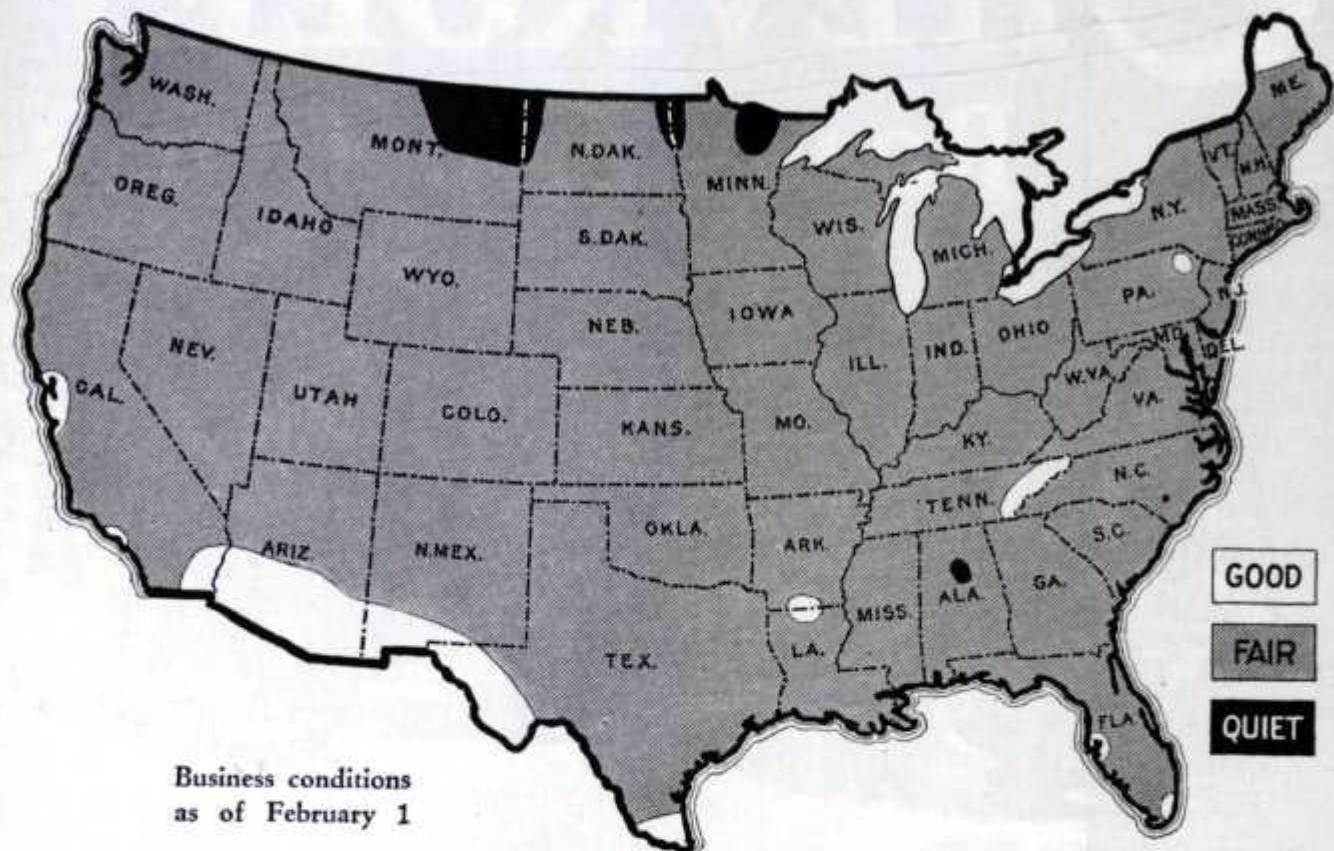 WASH.
MONT.
N.DAK.
MINN.
ME.
VT.
N.H.
OREG.
IDAHO
S.DAK.
WIS.
MICH.
N.Y.
MASS.
CONN.
WYO.
NEB.
IOWA
PA.
N.J.
NEV.
UTAH
COLO.
ILL.
IND.
OHIO
MD.
DEL.
CAL.
KANS.
MO.
W.VA.
VA.
KY.
N.C.
TENN.
ARIZ.
N.MEX.
OKLA.
ARK.
S.C.
MISS.
ALA.
GA.
TEX.
LA.
FLA.
GOOD
FAIR
QUIET
Business conditions
as of February 1